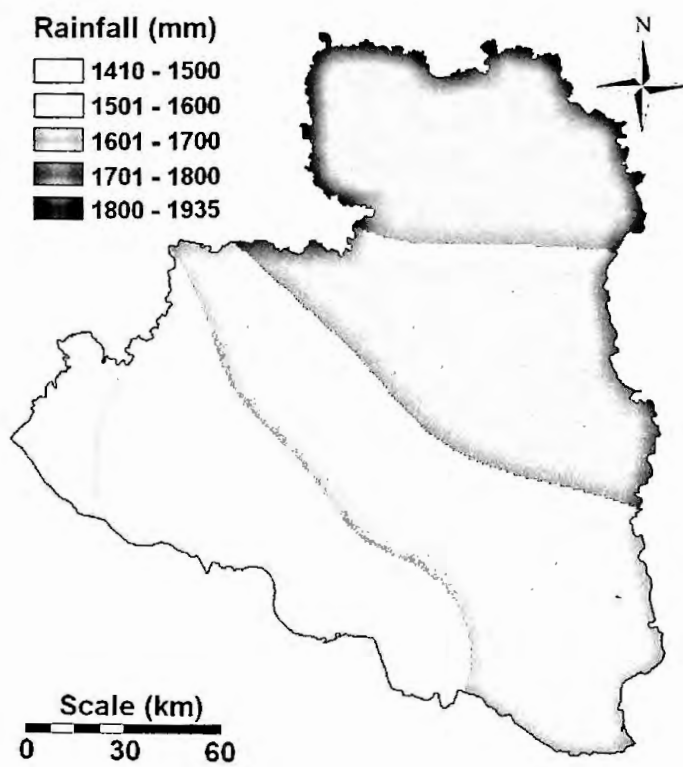 Rainfall (mm)
1410 - 1500
1501 - 1600
1601 - 1700
1701 - 1800
1800 - 1935
N
Scale (km)
0 30 60